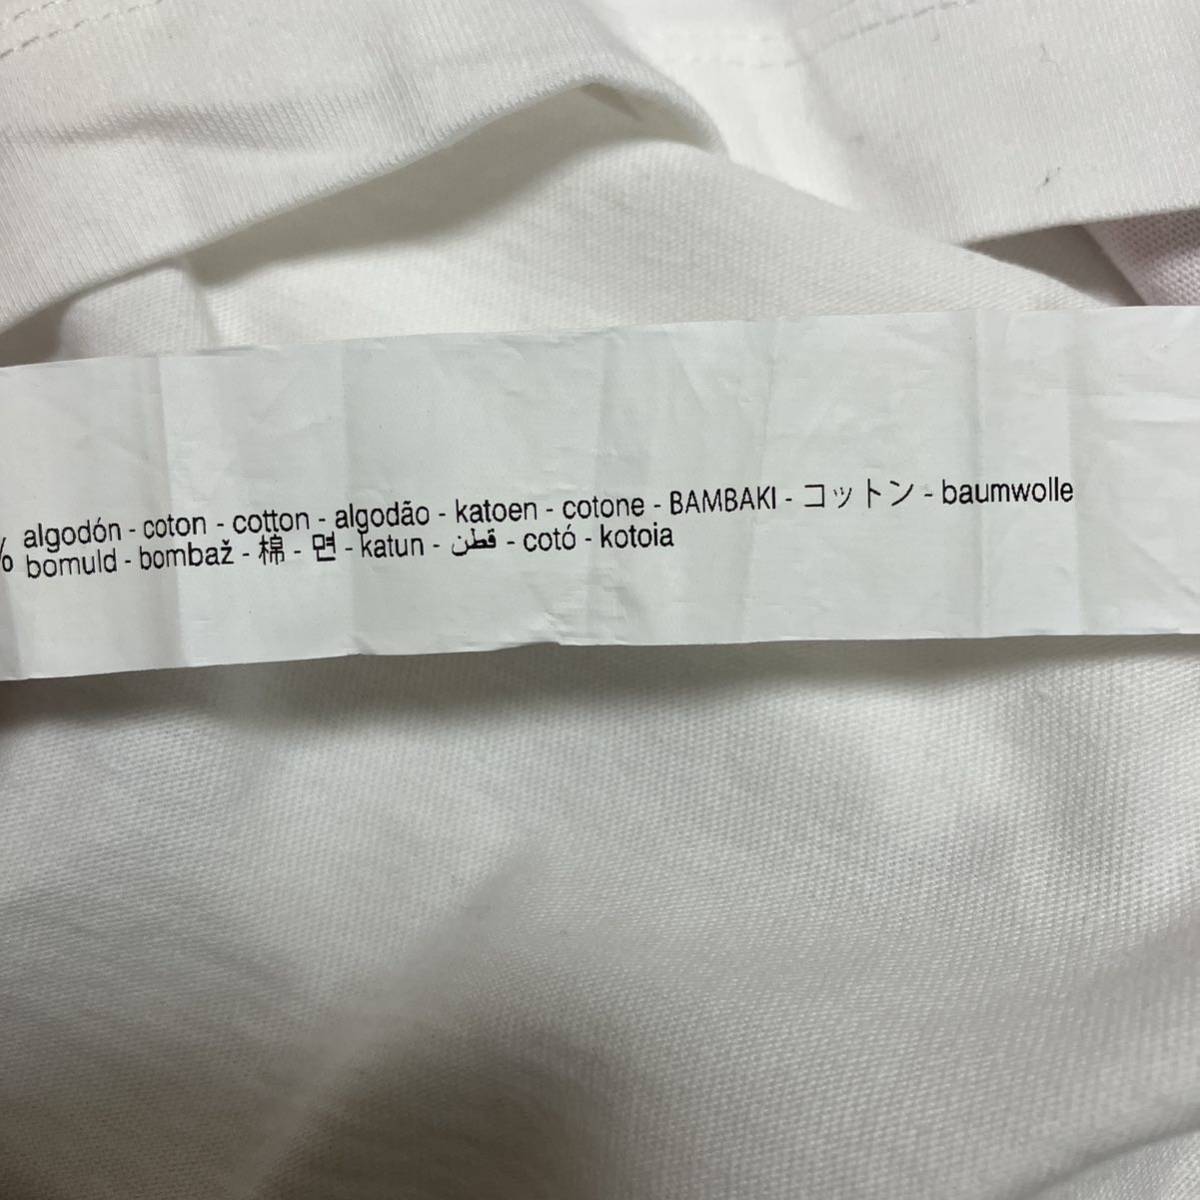 % algodón - coton - cotton - algodão - katoen - cotone - BAMBAKI - コットン - baumwolle
bomuld - bombaž - 棉 - 면 - katun - قطن - cotó - kotoia